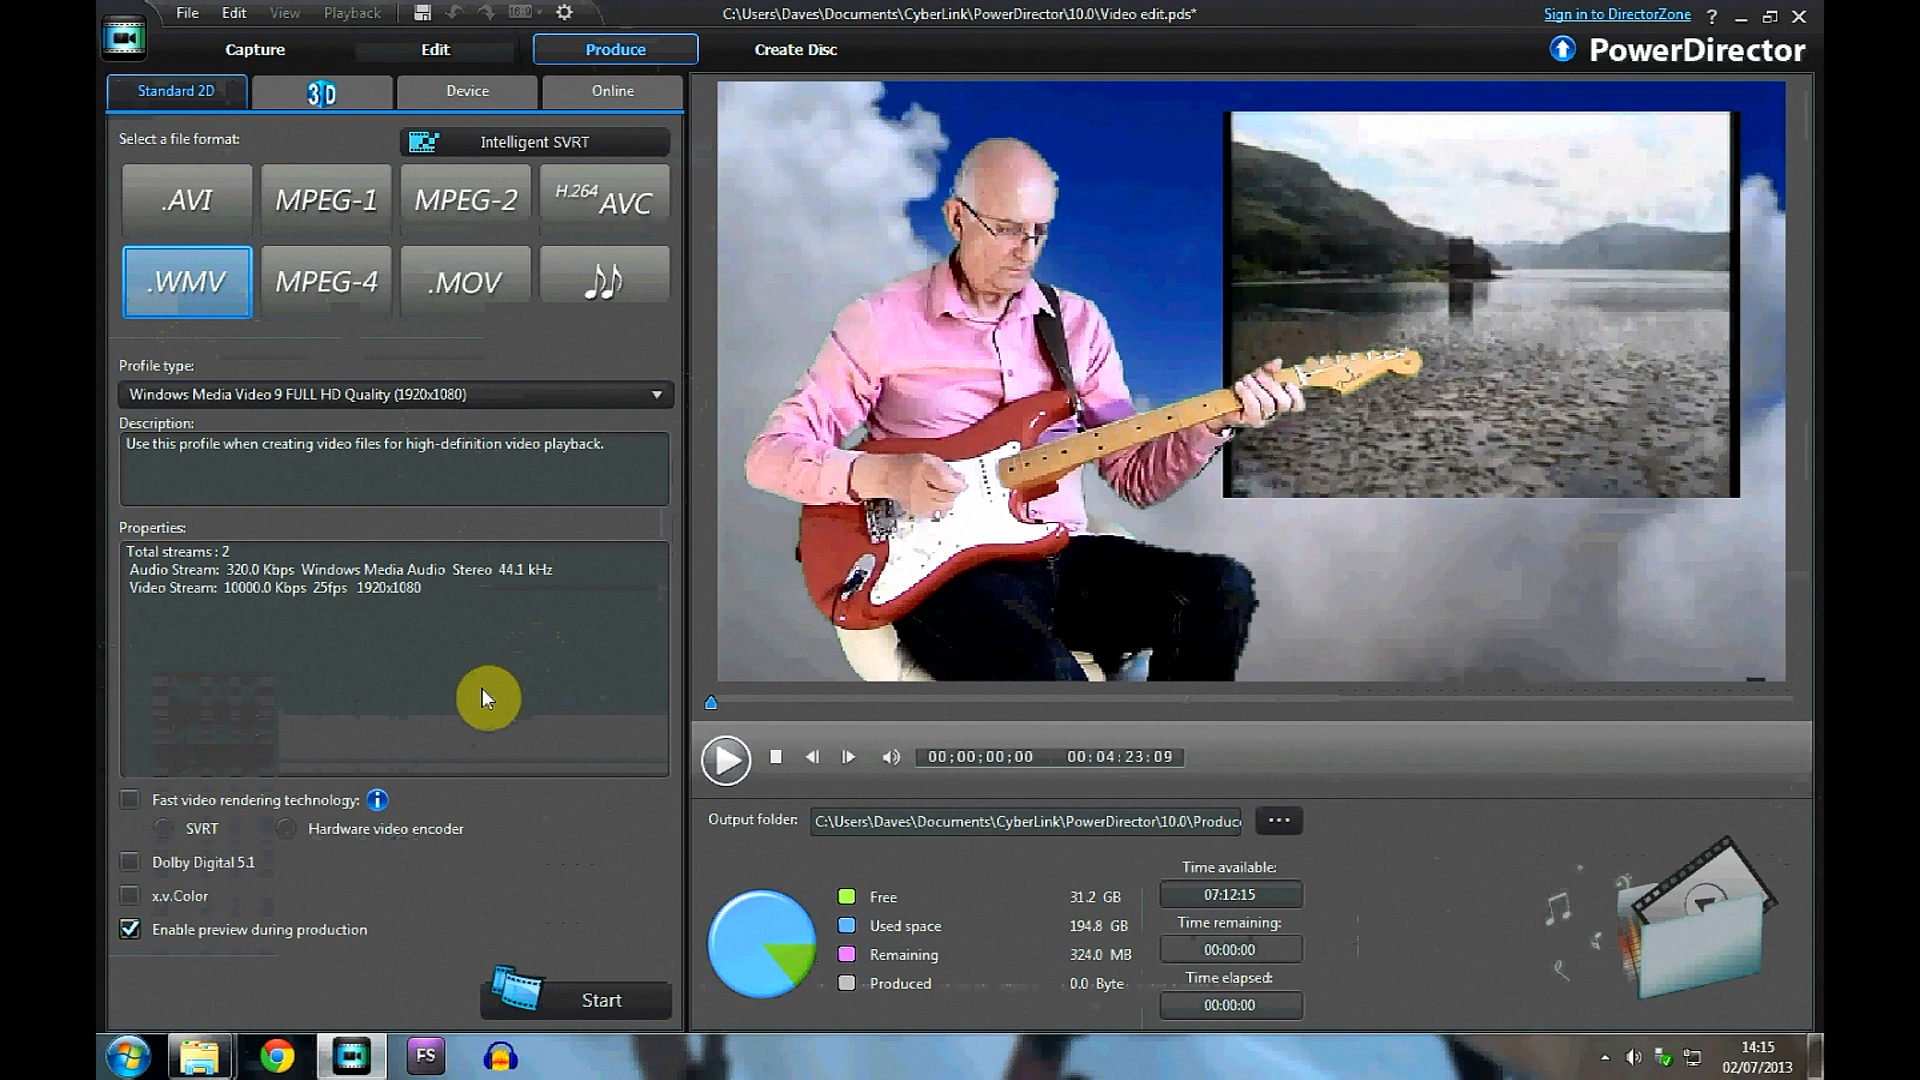 File Edit View Playback 16:9 C:\Users\Daves\Documents\CyberLink\PowerDirector\10.0\Video edit.pds* Sign in to DirectorZone ?
Capture Edit Produce Create Disc PowerDirector
Standard 2D 3D Device Online
Select a file format: Intelligent SVRT
.AVI MPEG-1 MPEG-2 H.264 AVC
.WMV MPEG-4 .MOV
Profile type:
Windows Media Video 9 FULL HD Quality (1920x1080)
Description:
Use this profile when creating video files for high-definition video playback.
Properties:
Total streams : 2
Audio Stream: 320.0 Kbps Windows Media Audio Stereo 44.1 kHz
Video Stream: 10000.0 Kbps 25fps 1920x1080
Fast video rendering technology: i
SVRT Hardware video encoder
Dolby Digital 5.1
x.v.Color
Enable preview during production
Start
00;00;00;00 00:04:23:09
Output folder: C:\Users\Daves\Documents\CyberLink\PowerDirector\10.0\Produc ...
Free 31.2 GB
Used space 194.8 GB
Remaining 324.0 MB
Produced 0.0 Byte
Time available:
07:12:15
Time remaining:
00:00:00
Time elapsed:
00:00:00
FS
14:15
02/07/2013